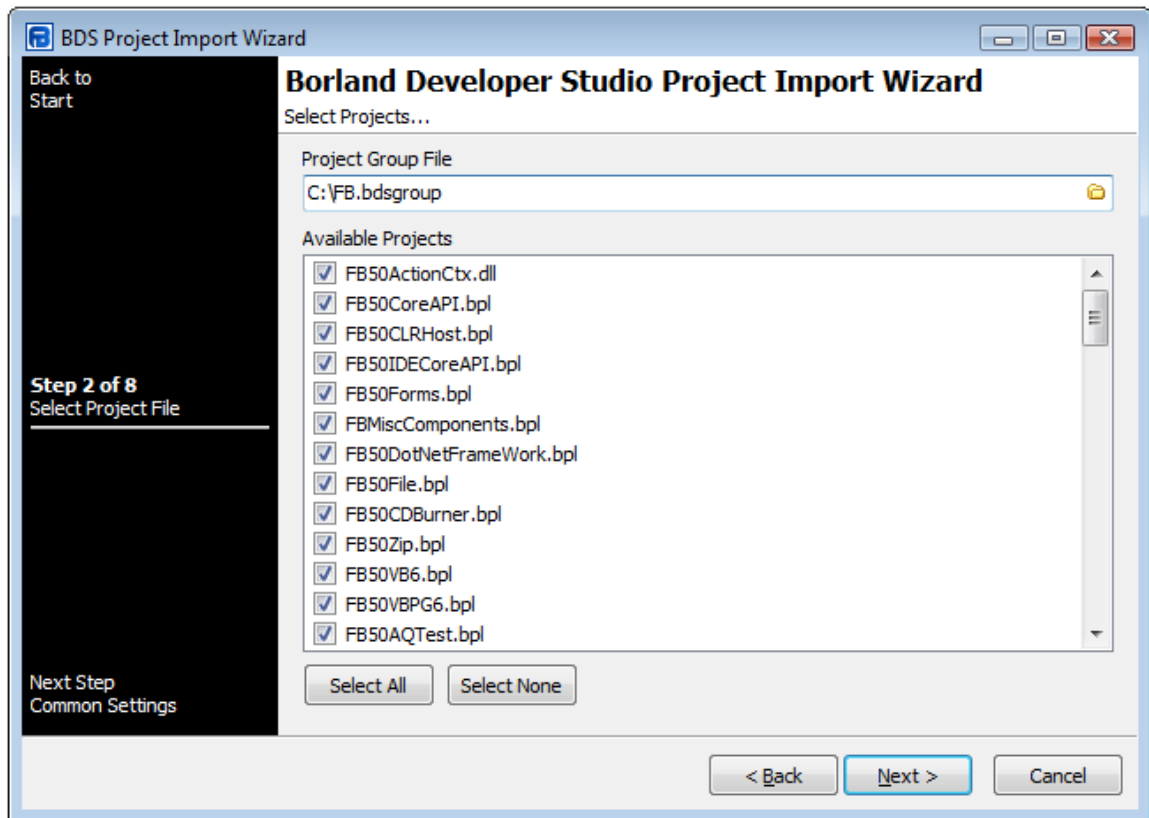 BDS Project Import Wizard
Back to
Start
Borland Developer Studio Project Import Wizard
Select Projects...
Project Group File
C:\FB.bdsgroup
Available Projects
FB50ActionCtx.dll
FB50CoreAPI.bpl
FB50CLRHost.bpl
FB50IDECoreAPI.bpl
FB50Forms.bpl
FBMiscComponents.bpl
FB50DotNetFrameWork.bpl
FB50File.bpl
FB50CDBurner.bpl
FB50Zip.bpl
FB50VB6.bpl
FB50VBPG6.bpl
FB50AQTest.bpl
Step 2 of 8
Select Project File
Select All
Select None
Next Step
Common Settings
< Back
Next >
Cancel